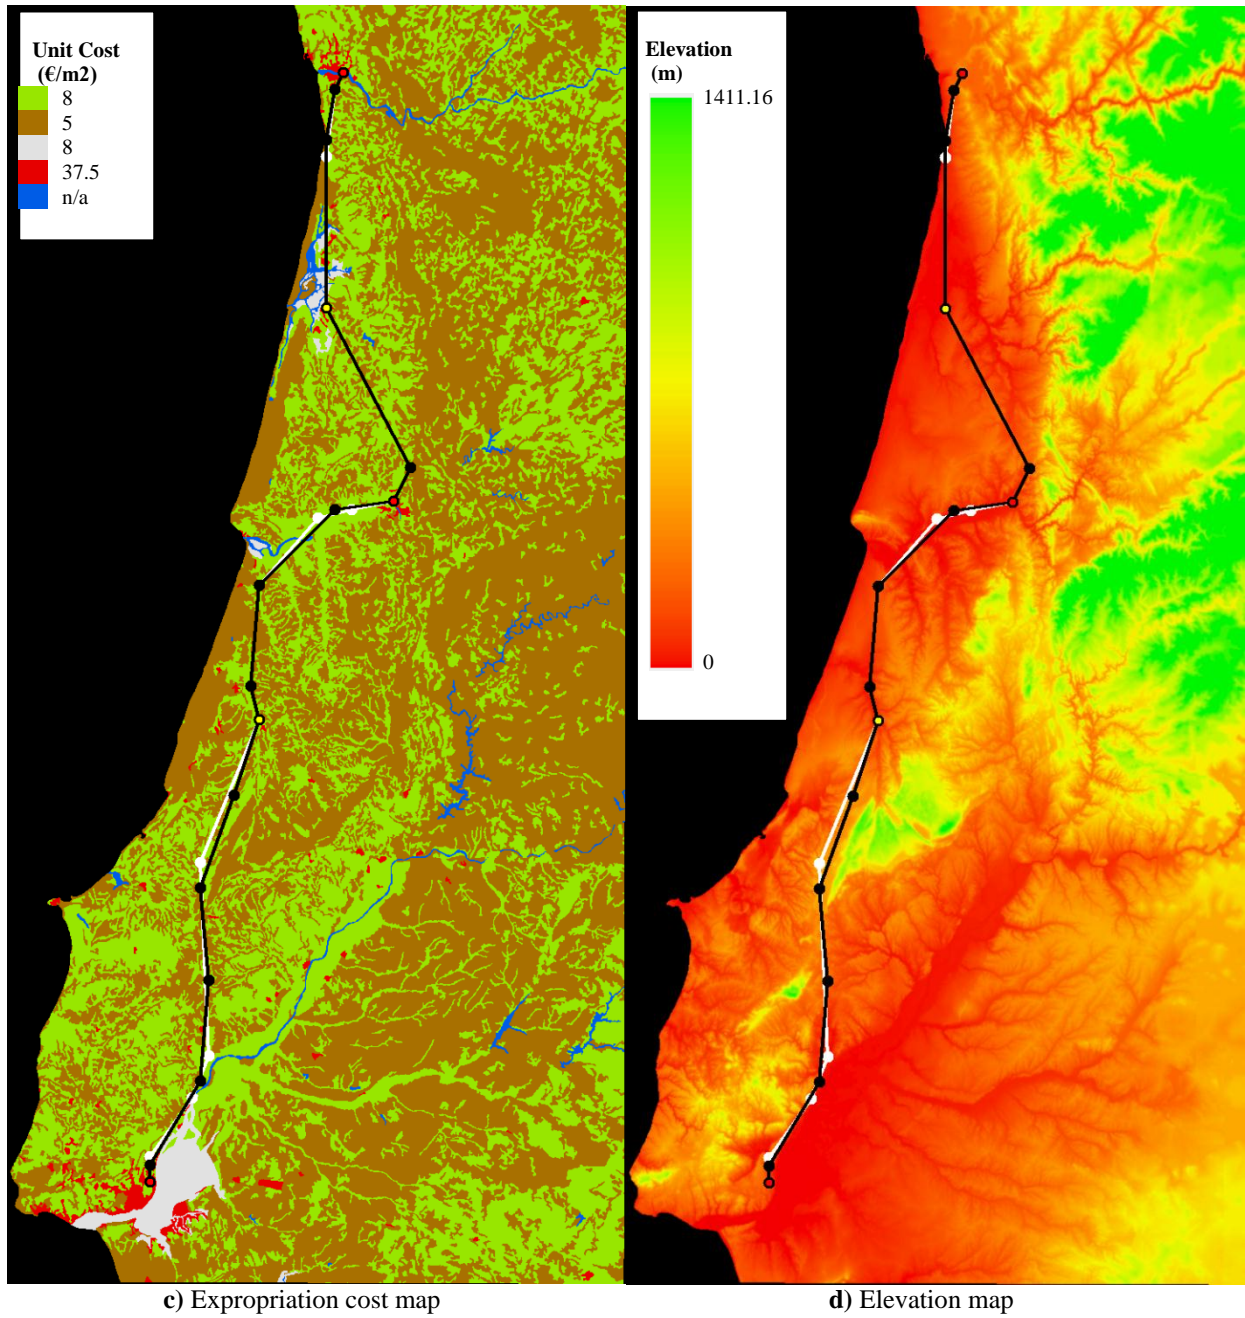 Unit Cost
(€/m2)
8
5
8
37.5
n/a
Elevation
(m)
1411.16
0
c) Expropriation cost map
d) Elevation map